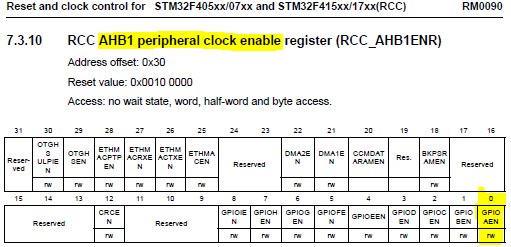 Reset and clock control for STM32F405xx/07xx and STM32F415xx/17xx(RCC) RM0090
7.3.10 RCC AHB1 peripheral clock enable register (RCC_AHB1ENR)
Address offset: 0x30
Reset value: 0x0010 0000
Access: no wait state, word, half-word and byte access.
31 30 29 28 27 26 25 24 23 22 21 20 19 18 17 16
Reser-
ved
OTGH
S
ULPIE
N
OTGH
SEN
ETHM
ACPTP
EN
ETHM
ACRXE
N
ETHM
ACTXE
N
ETHMA
CEN
Reserved
DMA2E
N
DMA1E
N
CCMDAT
ARAMEN
Res.
BKPSR
AMEN
Reserved
rw rw rw rw rw rw rw rw rw
15 14 13 12 11 10 9 8 7 6 5 4 3 2 1 0
Reserved
CRCE
N
Reserved
GPIOIE
N
GPIOH
EN
GPIOG
EN
GPIOFE
N
GPIOEEN
GPIOD
EN
GPIOC
EN
GPIO
BEN
GPIO
AEN
rw rw rw rw rw rw rw rw rw rw